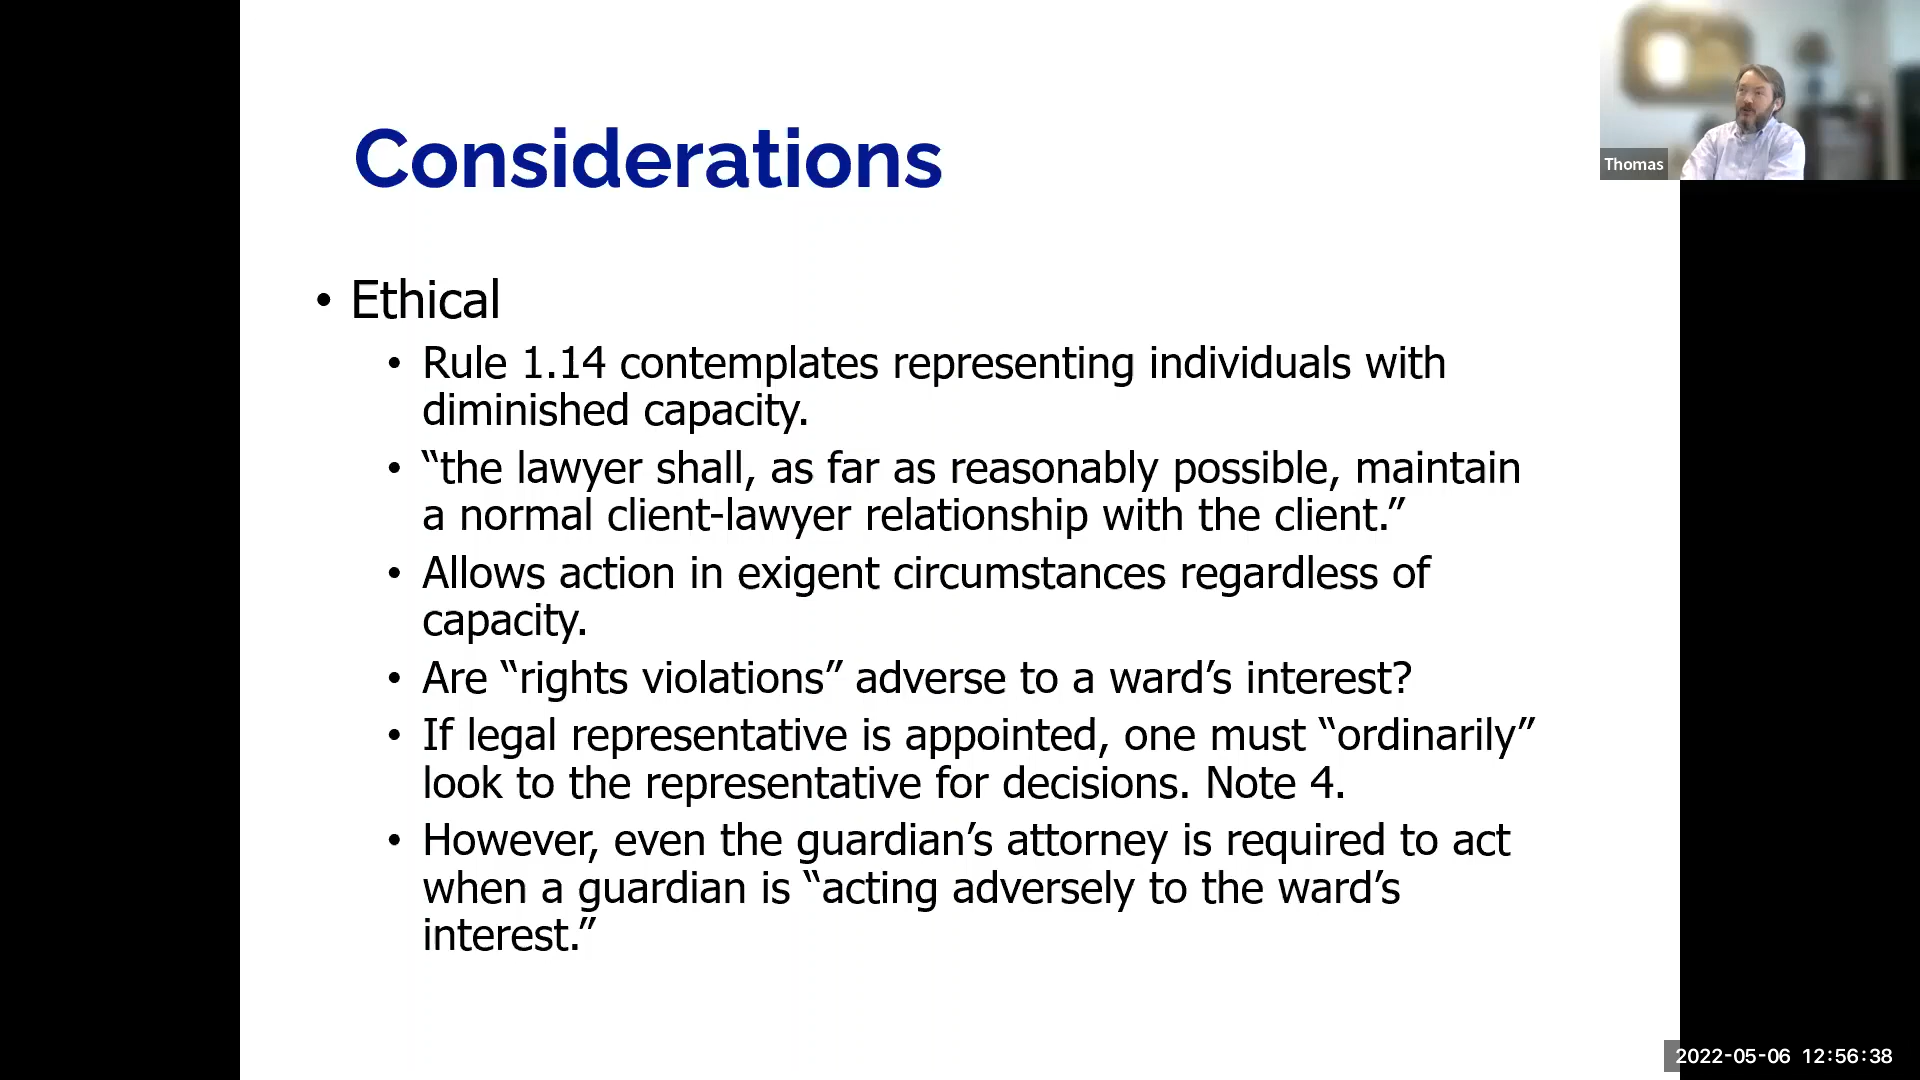 Considerations
Thomas
• Ethical
• Rule 1.14 contemplates representing individuals with
diminished capacity.
• “the lawyer shall, as far as reasonably possible, maintain
a normal client-lawyer relationship with the client.”
• Allows action in exigent circumstances regardless of
capacity.
• Are “rights violations” adverse to a ward’s interest?
• If legal representative is appointed, one must “ordinarily”
look to the representative for decisions. Note 4.
• However, even the guardian’s attorney is required to act
when a guardian is “acting adversely to the ward’s
interest.”
2022-05-06 12:56:38